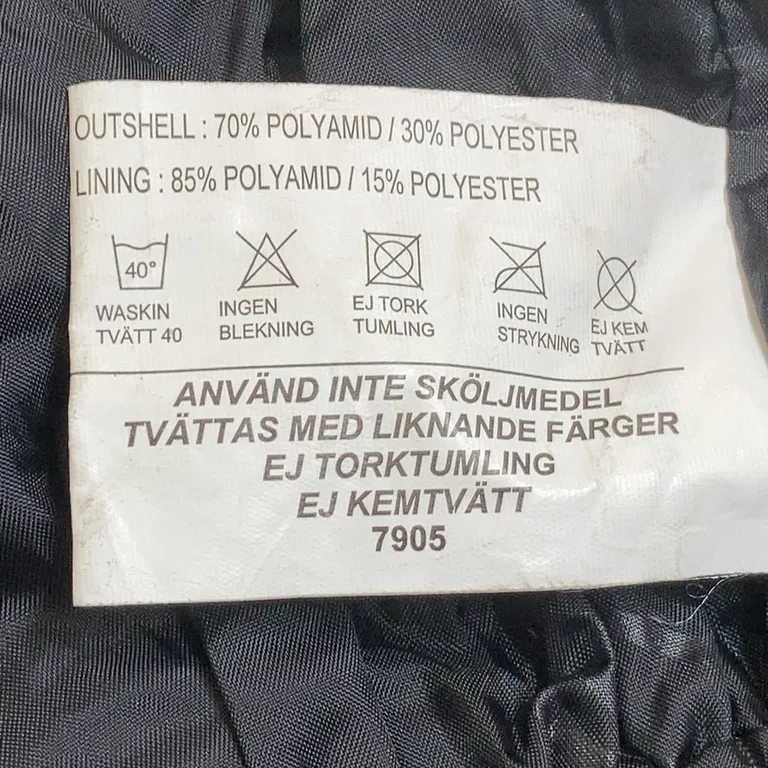 OUTSHELL : 70% POLYAMID / 30% POLYESTER
LINING : 85% POLYAMID / 15% POLYESTER
40°
WASKIN
TVÄTT 40
INGEN
BLEKNING
EJ TORK
TUMLING
INGEN
STRYKNING
EJ KEM
TVÄTT
ANVÄND INTE SKÖLJMEDEL
TVÄTTAS MED LIKNANDE FÄRGER
EJ TORKTUMLING
EJ KEMTVÄTT
7905